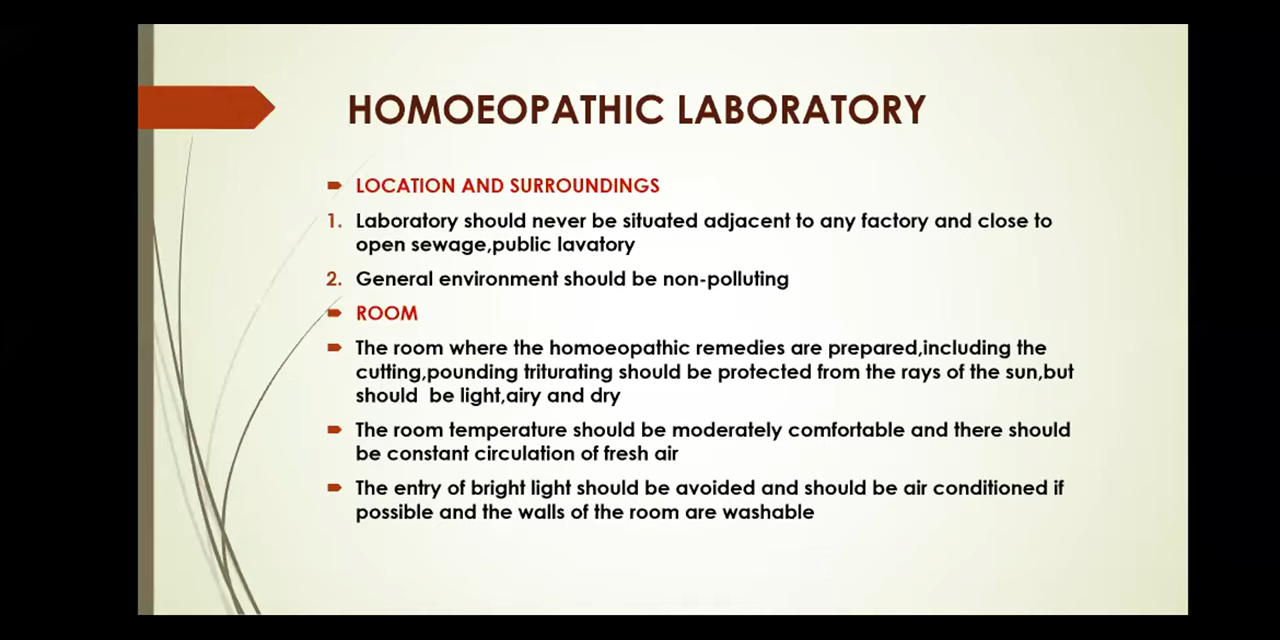 HOMOEOPATHIC LABORATORY
LOCATION AND SURROUNDINGS
1. Laboratory should never be situated adjacent to any factory and close to
open sewage,public lavatory
2. General environment should be non-polluting
ROOM
The room where the homoeopathic remedies are prepared,including the
cutting,pounding triturating should be protected from the rays of the sun,but
should  be light,airy and dry
The room temperature should be moderately comfortable and there should
be constant circulation of fresh air
The entry of bright light should be avoided and should be air conditioned if
possible and the walls of the room are washable